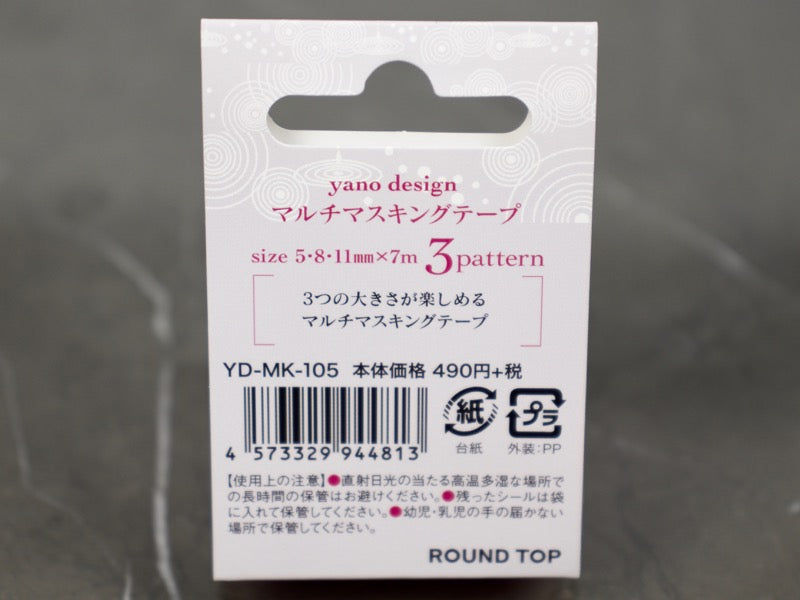 yano design
マルチマスキングテープ
size 5・8・11㎜×7m 3pattern
3つの大きさが楽しめる
マルチマスキングテープ
YD-MK-105 本体価格 490円+税
紙
プラ
4 573329 944813
台紙
外装:PP
【使用上の注意】●直射日光の当たる高温多湿な場所で
の長時間の保管はお避けください。●残ったシールは袋
に入れて保管してください。●幼児・乳児の手の届かない
場所で保管してください。
ROUND TOP